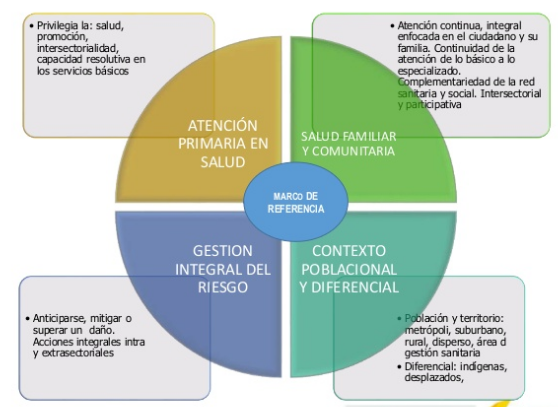 • Privilegia la: salud,
promoción,
intersectorialidad,
capacidad resolutiva en
los servicios básicos
• Atención continua, integral
enfocada en el ciudadano y su
familia. Continuidad de la
atención de lo básico a lo
especializado.
Complementariedad de la red
sanitaria y social. Intersectorial
y participativa
ATENCIÓN
PRIMARIA EN
SALUD
SALUD FAMILIAR
Y COMUNITARIA
MARCO DE
REFERENCIA
GESTION
INTEGRAL DEL
RIESGO
CONTEXTO
POBLACIONAL
Y DIFERENCIAL
• Anticiparse, mitigar o
superar un daño.
Acciones integrales intra
y extrasectoriales
• Población y territorio:
metrópoli, suburbano,
rural, disperso, área d
gestión sanitaria
• Diferencial: indígenas,
desplazados,